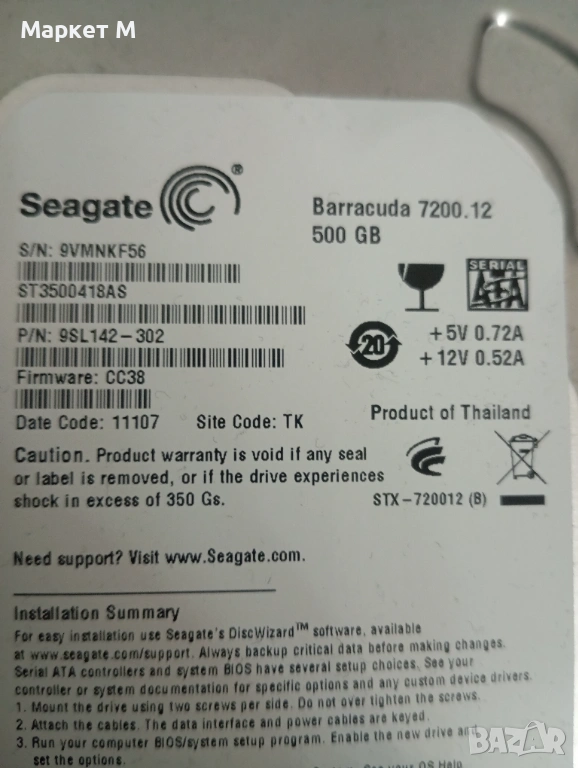 Маркет М
Seagate®
Barracuda 7200.12
500 GB
S/N: 9VMNKF56
ST3500418AS
P/N: 9SL142-302
Firmware: CC38
Date Code: 11107 Site Code: TK
SERIAL
ATA
20
+5V 0.72A
+12V 0.52A
Product of Thailand
Caution. Product warranty is void if any seal
or label is removed, or if the drive experiences
shock in excess of 350 Gs.
STX-720012 (B)
Need support? Visit www.Seagate.com.
Installation Summary
For easy installation use Seagate's DiscWizard™ software, available
at www.seagate.com/support. Always backup critical data before making changes.
Serial ATA controllers and system BIOS have several setup choices. See your
controller or system documentation for specific options and any custom device drivers.
1. Mount the drive using two screws per side. Do not over tighten the screws.
2. Attach the cables. The data interface and power cables are keyed.
3. Run your computer BIOS/system setup program. Enable the new drive and
set the options.
See your OS Help
BAZAR